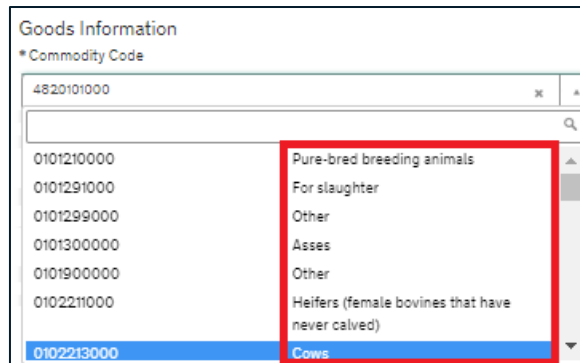 Goods Information
* Commodity Code
4820101000
0101210000 Pure-bred breeding animals
0101291000 For slaughter
0101299000 Other
0101300000 Asses
0101900000 Other
0102211000 Heifers (female bovines that have
never calved)
0102213000 Cows